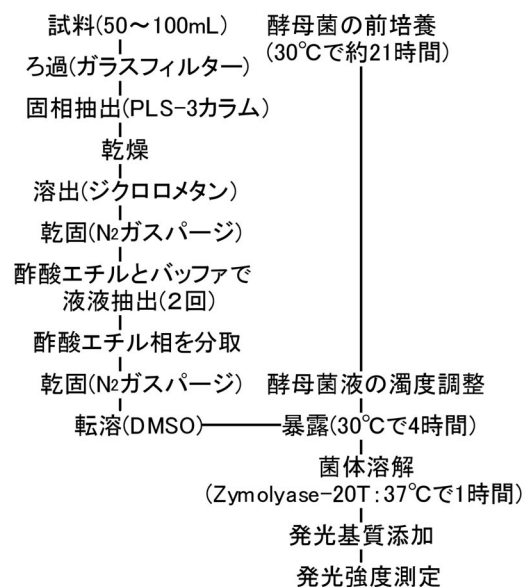 試料(50～100mL)
ろ過(ガラスフィルター)
固相抽出(PLS-3カラム)
乾燥
溶出(ジクロロメタン)
乾固(N2ガスパージ)
酢酸エチルとバッファで
液液抽出(2回)
酢酸エチル相を分取
乾固(N2ガスパージ)
転溶(DMSO)
酵母菌の前培養
(30℃で約21時間)
酵母菌液の濁度調整
暴露(30℃で4時間)
菌体溶解
(Zymolyase-20T:37℃で1時間)
発光基質添加
発光強度測定